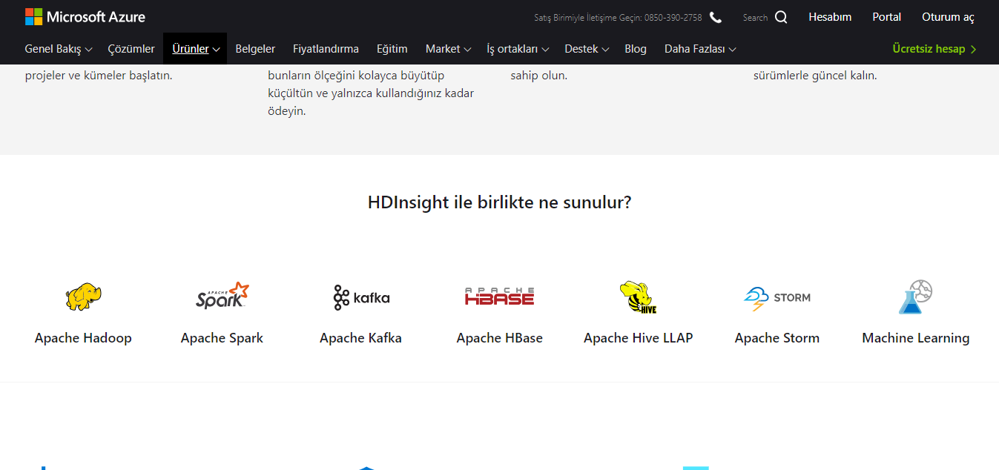 Microsoft Azure
Satış Birimiyle İletişime Geçin: 0850-390-2758
Search
Hesabım
Portal
Oturum aç
Genel Bakış
Çözümler
Ürünler
Belgeler
Fiyatlandırma
Eğitim
Market
İş ortakları
Destek
Blog
Daha Fazlası
Ücretsiz hesap
projeler ve kümeler başlatın.
bunların ölçeğini kolayca büyütüp
küçültün ve yalnızca kullandığınız kadar
ödeyin.
sahip olun.
sürümlerle güncel kalın.
HDInsight ile birlikte ne sunulur?
APACHE
Spark
kafka
APACHE
HBASE
HIVE
STORM
Apache Hadoop
Apache Spark
Apache Kafka
Apache HBase
Apache Hive LLAP
Apache Storm
Machine Learning